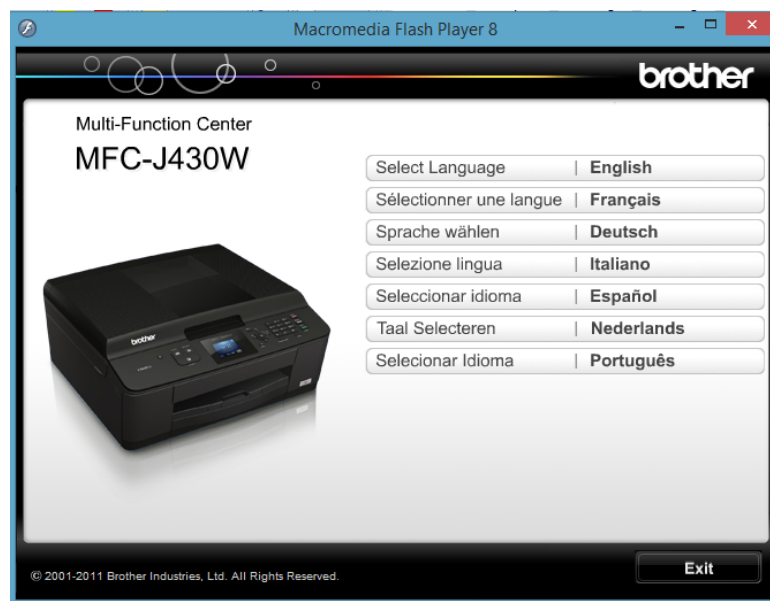 Macromedia Flash Player 8
brother
Multi-Function Center
MFC-J430W
Select Language | English
Sélectionner une langue | Français
Sprache wählen | Deutsch
Selezione lingua | Italiano
Seleccionar idioma | Español
Taal Selecteren | Nederlands
Selecionar Idioma | Português
brother
Exit
© 2001-2011 Brother Industries, Ltd. All Rights Reserved.